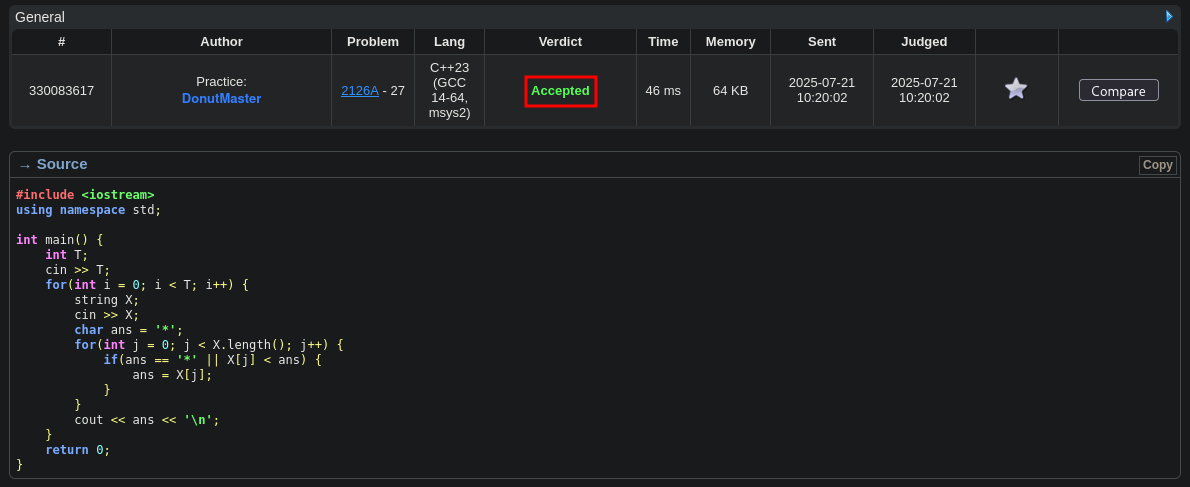 General
# Author Problem Lang Verdict Time Memory Sent Judged
330083617 Practice: DonutMaster 2126A - 27 C++23 (GCC 14-64, msys2) Accepted 46 ms 64 KB 2025-07-21 10:20:02 2025-07-21 10:20:02 Compare
→ Source Copy
#include <iostream>
using namespace std;

int main() {
    int T;
    cin >> T;
    for(int i = 0; i < T; i++) {
        string X;
        cin >> X;
        char ans = '*';
        for(int j = 0; j < X.length(); j++) {
            if(ans == '*' || X[j] < ans) {
                ans = X[j];
            }
        }
        cout << ans << '\n';
    }
    return 0;
}